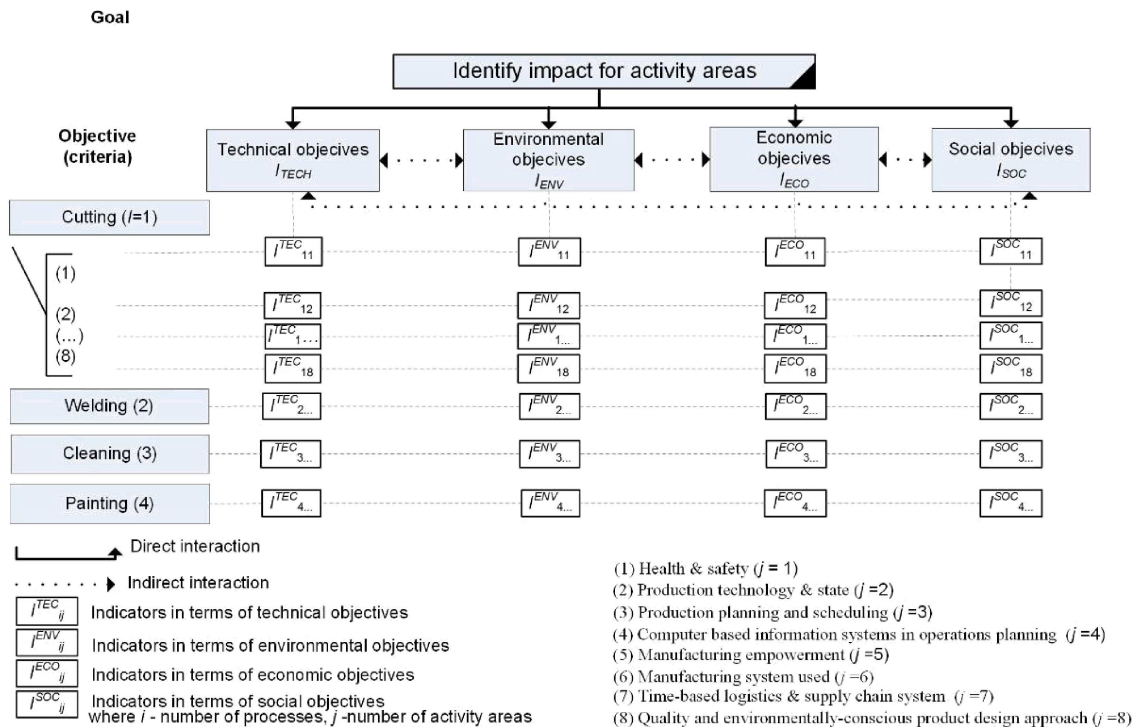 Goal
Identify impact for activity areas
Objective
(criteria)
Technical objecives
I_TECH
Environmental
objecives
I_ENV
Economic
objecives
I_ECO
Social objecives
I_SOC
Cutting (I=1)
(1)
I^TEC_11
I^ENV_11
I^ECO_11
I^SOC_11
(2)
I^TEC_12
I^ENV_12
I^ECO_12
I^SOC_12
(...)
I^TEC_1...
I^ENV_1...
I^ECO_1...
I^SOC_1...
(8)
I^TEC_18
I^ENV_18
I^ECO_18
I^SOC_18
Welding (2)
I^TEC_2...
I^ENV_2...
I^ECO_2...
I^SOC_2...
Cleaning (3)
I^TEC_3...
I^ENV_3...
I^ECO_3...
I^SOC_3...
Painting (4)
I^TEC_4...
I^ENV_4...
I^ECO_4...
I^SOC_4...
Direct interaction
Indirect interaction
I^TEC_ij Indicators in terms of technical objectives
I^ENV_ij Indicators in terms of environmental objectives
I^ECO_ij Indicators in terms of economic objectives
I^SOC_ij Indicators in terms of social objectives
where i - number of processes, j -number of activity areas
(1) Health & safety (j = 1)
(2) Production technology & state (j =2)
(3) Production planning and scheduling (j =3)
(4) Computer based information systems in operations planning (j =4)
(5) Manufacturing empowerment (j =5)
(6) Manufacturing system used (j =6)
(7) Time-based logistics & supply chain system (j =7)
(8) Quality and environmentally-conscious product design approach (j =8)